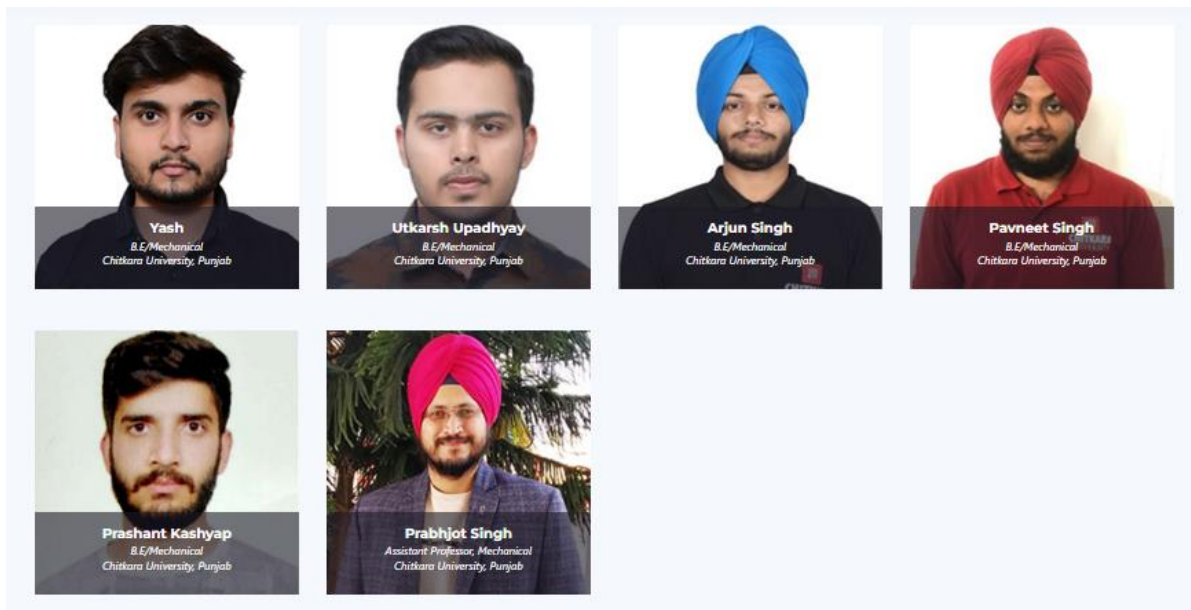 Yash
B.E/Mechanical
Chitkara University, Punjab
Utkarsh Upadhyay
B.E/Mechanical
Chitkara University, Punjab
Arjun Singh
B.E/Mechanical
Chitkara University, Punjab
Pavneet Singh
B.E/Mechanical
Chitkara University, Punjab
CHITKARA
Prashant Kashyap
B.E/Mechanical
Chitkara University, Punjab
Prabhjot Singh
Assistant Professor, Mechanical
Chitkara University, Punjab